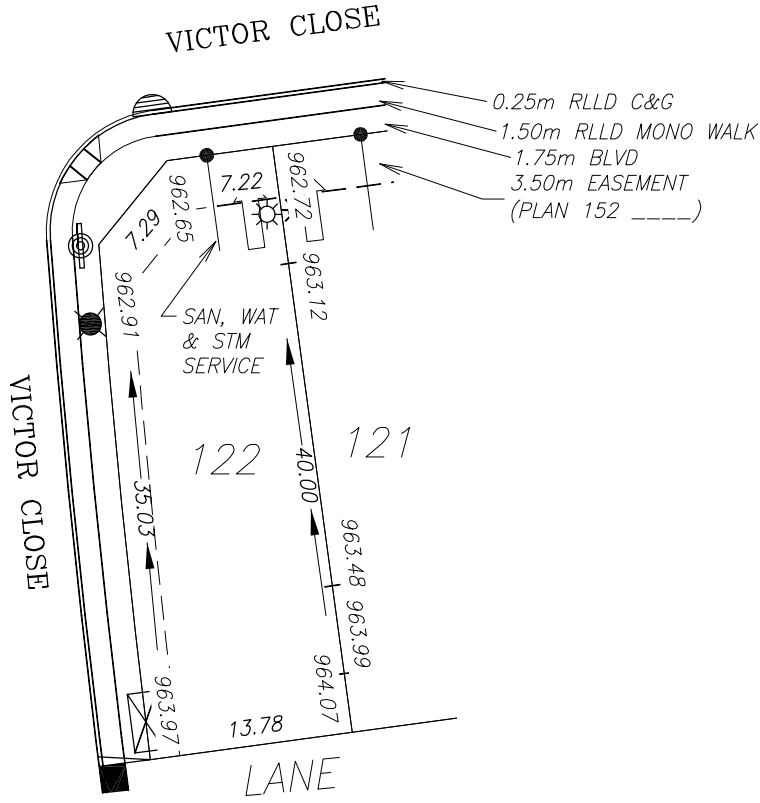 VICTOR CLOSE
0.25m RLLD C&G
1.50m RLLD MONO WALK
1.75m BLVD
3.50m EASEMENT
(PLAN 152 ____)
7.22
7.29
962.65
962.72
963.12
962.91
SAN, WAT
& STM
SERVICE
VICTOR CLOSE
122
121
35.03
40.00
963.48
963.99
964.07
963.97
13.78
LANE